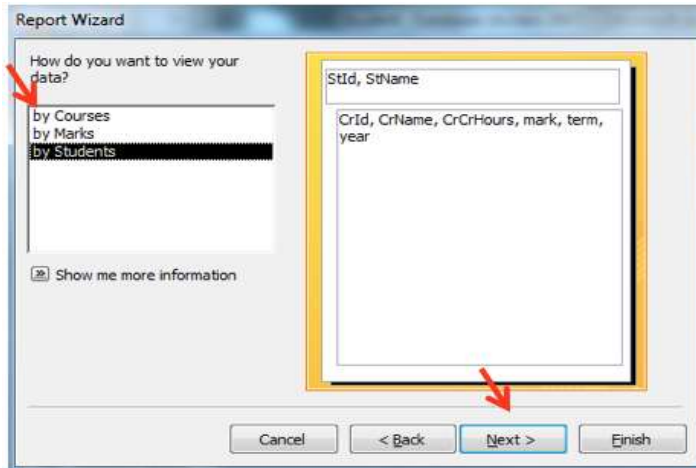 Report Wizard
How do you want to view your
data?
by Courses
by Marks
by Students
Show me more information
StId, StName
CrId, CrName, CrCrHours, mark, term,
year
Cancel
< Back
Next >
Finish